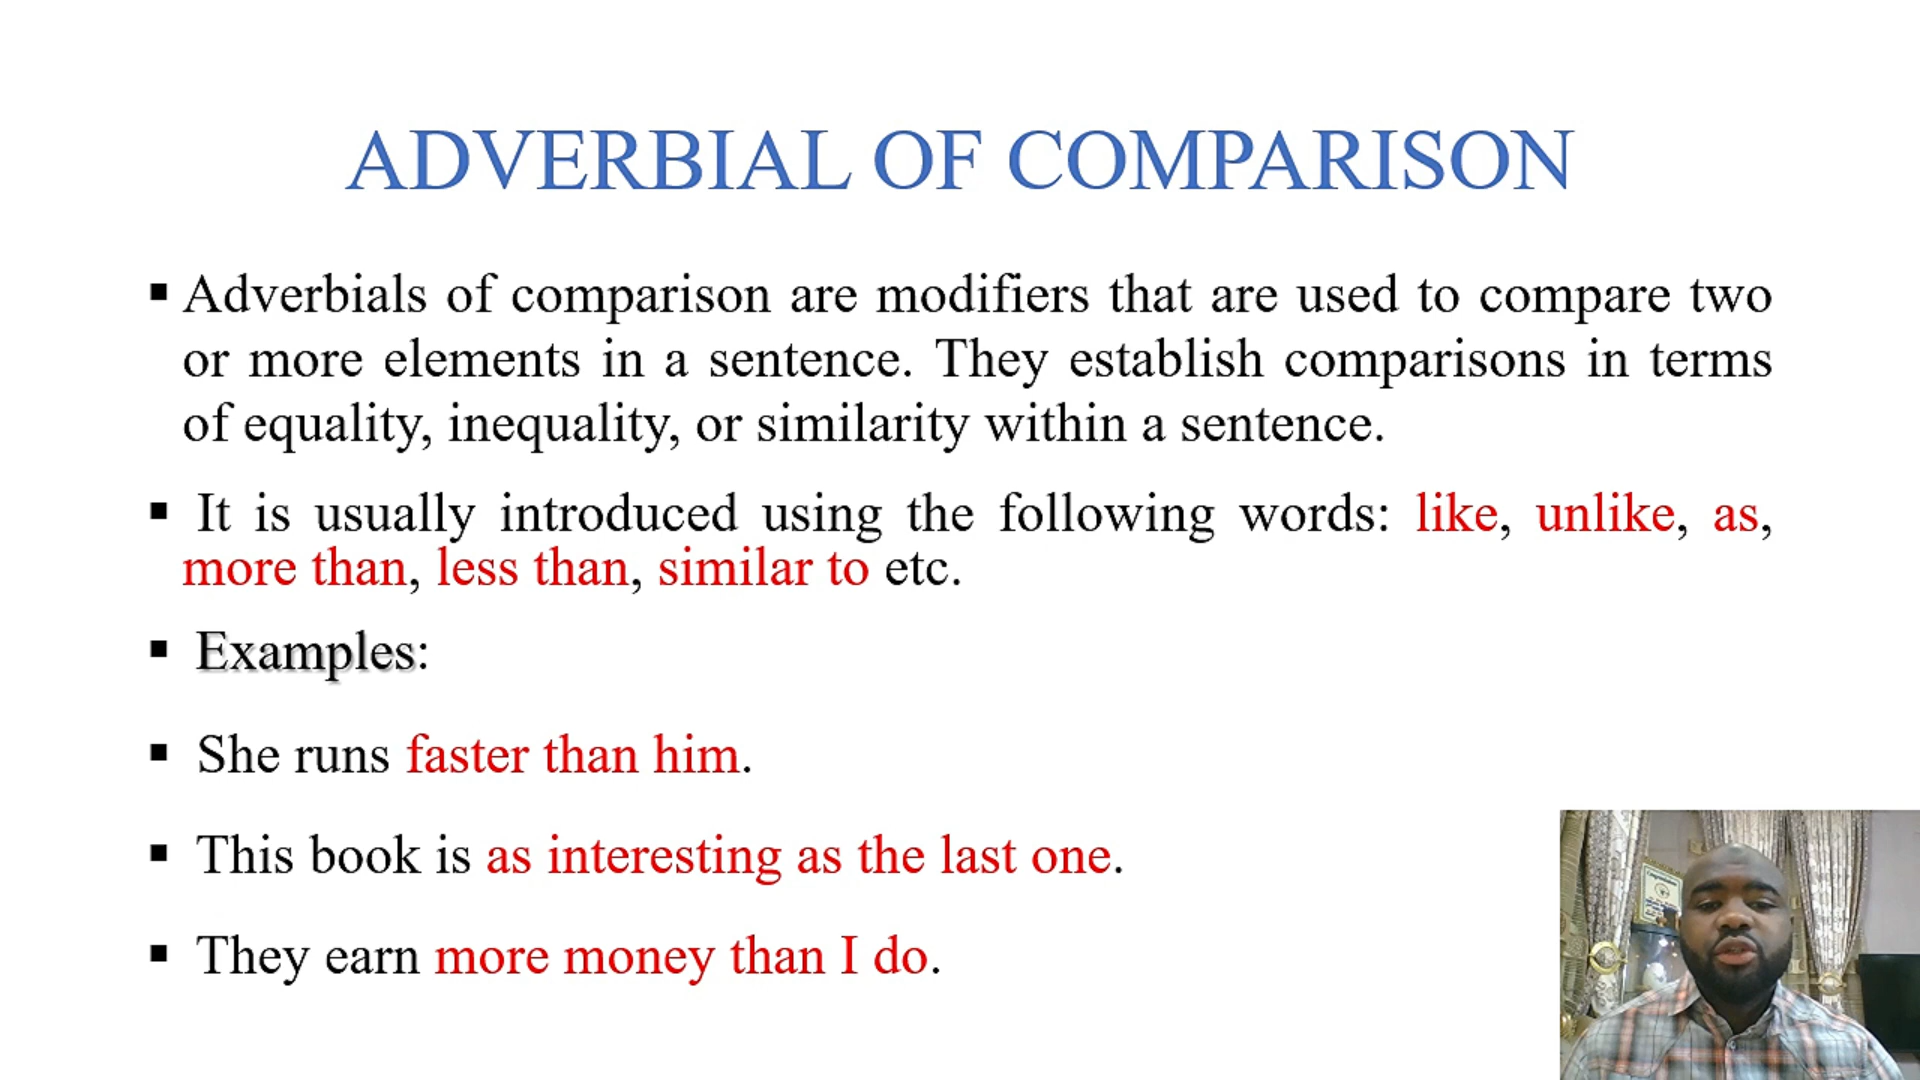 ADVERBIAL OF COMPARISON
▪ Adverbials of comparison are modifiers that are used to compare two
or more elements in a sentence. They establish comparisons in terms
of equality, inequality, or similarity within a sentence.
▪ It is usually introduced using the following words: like, unlike, as,
more than, less than, similar to etc.
▪ Examples:
▪ She runs faster than him.
▪ This book is as interesting as the last one.
▪ They earn more money than I do.